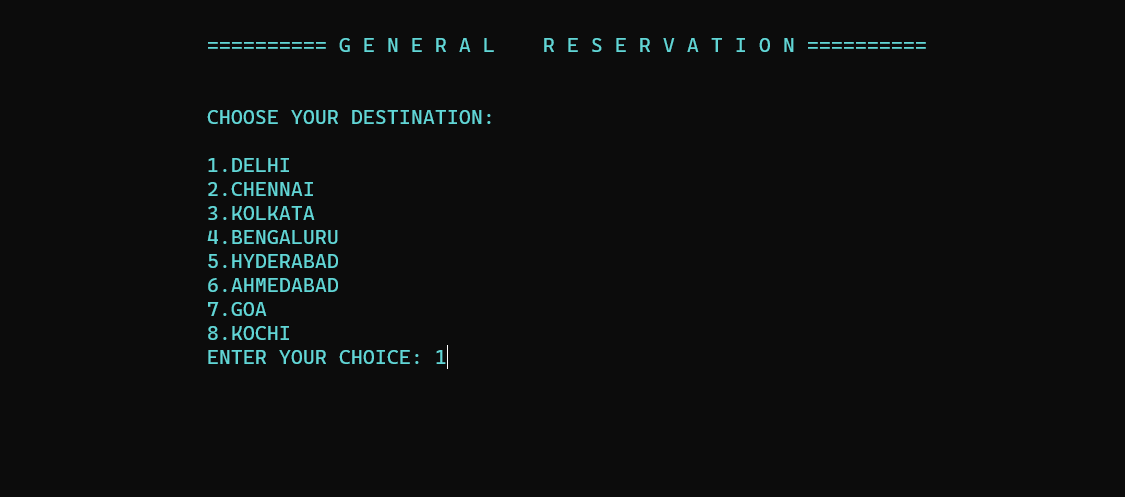 ========== G E N E R A L    R E S E R V A T I O N ==========
CHOOSE YOUR DESTINATION:
1.DELHI
2.CHENNAI
3.KOLKATA
4.BENGALURU
5.HYDERABAD
6.AHMEDABAD
7.GOA
8.KOCHI
ENTER YOUR CHOICE: 1